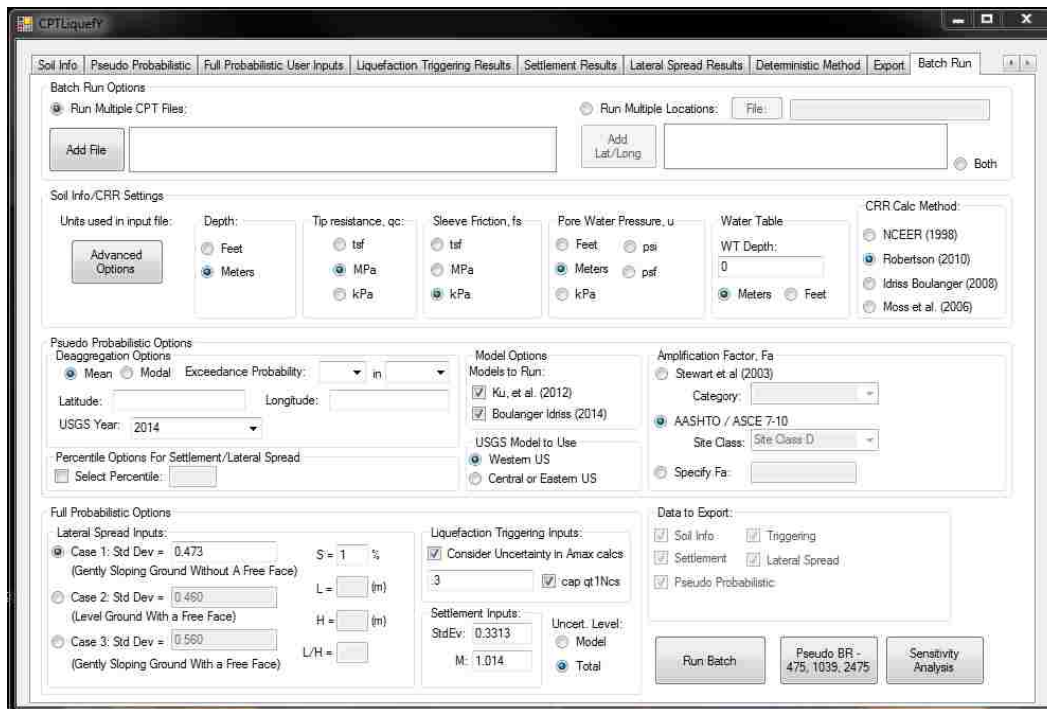 CPTLiquefY
Soil Info Pseudo Probabilistic Full Probabilistic User Inputs Liquefaction Triggering Results Settlement Results Lateral Spread Results Deterministic Method Export Batch Run
Batch Run Options
Run Multiple CPT Files:
Run Multiple Locations: File:
Add File
Add Lat/Long
Both
Soil Info/CRR Settings
Units used in input file:
Advanced Options
Depth:
Feet
Meters
Tip resistance, qc:
tsf
MPa
kPa
Sleeve Friction, fs
tsf
MPa
kPa
Pore Water Pressure, u
Feet psi
Meters psf
kPa
Water Table
WT Depth:
0
Meters Feet
CRR Calc Method:
NCEER (1998)
Robertson (2010)
Idriss Boulanger (2008)
Moss et al. (2006)
Psuedo Probabilistic Options
Deaggregation Options
Mean Modal Exceedance Probability: in
Latitude: Longitude:
USGS Year: 2014
Percentile Options For Settlement/Lateral Spread
Select Percentile:
Model Options
Models to Run:
Ku, et al. (2012)
Boulanger Idriss (2014)
USGS Model to Use
Western US
Central or Eastern US
Amplification Factor, Fa
Stewart et al (2003)
Category:
AASHTO / ASCE 7-10
Site Class: Site Class D
Specify Fa:
Full Probabilistic Options
Lateral Spread Inputs:
Case 1: Std Dev = 0.473
(Gently Sloping Ground Without A Free Face)
Case 2: Std Dev = 0.460
(Level Ground With a Free Face)
Case 3: Std Dev = 0.560
(Gently Sloping Ground With a Free Face)
S = 1 %
L = (m)
H = (m)
L/H =
Liquefaction Triggering Inputs:
Consider Uncertainty in Amax calcs
.3 cap qt1Ncs
Settlement Inputs:
StdEv: 0.3313
M: 1.014
Uncert. Level:
Model
Total
Data to Export:
Soil Info Triggering
Settlement Lateral Spread
Pseudo Probabilistic
Run Batch
Pseudo BR - 475, 1039, 2475
Sensitivity Analysis